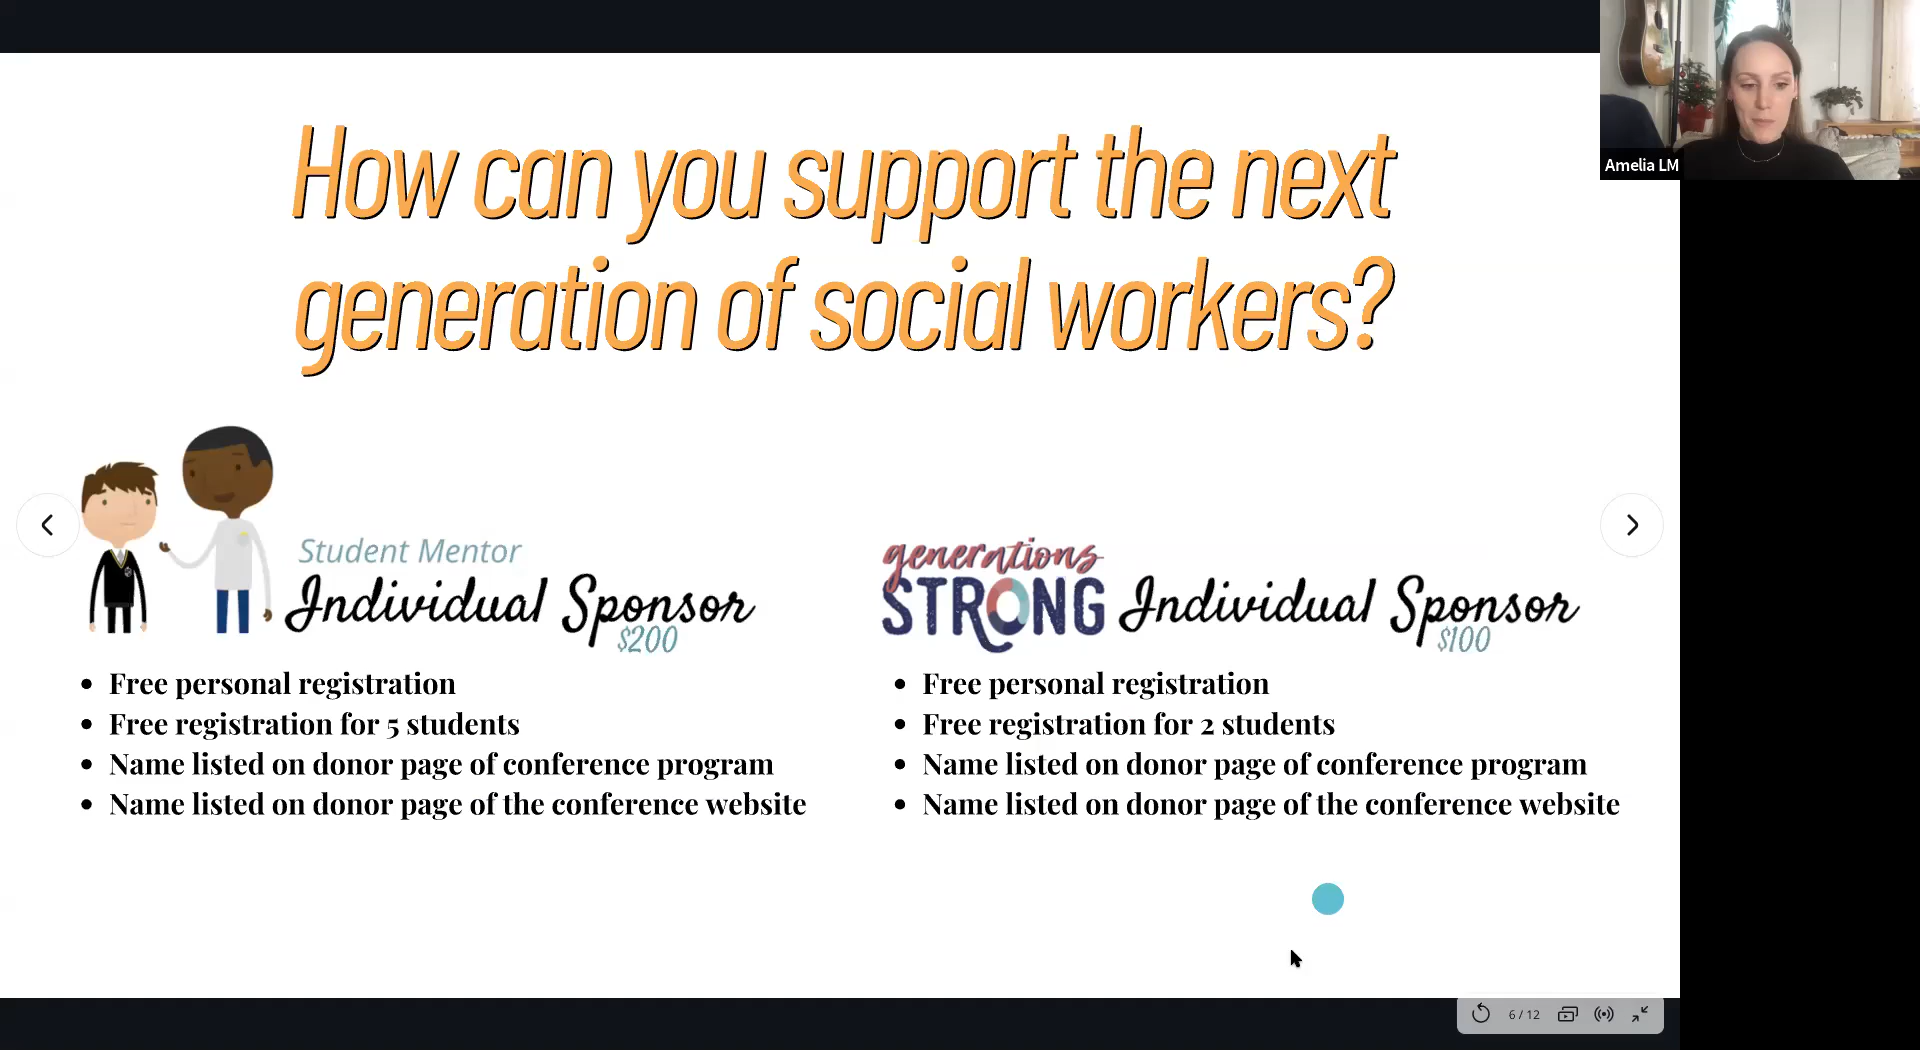 How can you support the next
generation of social workers?
Amelia LM
Student Mentor
Individual Sponsor
$200
• Free personal registration
• Free registration for 5 students
• Name listed on donor page of conference program
• Name listed on donor page of the conference website
generations
STRONG
Individual Sponsor
$100
• Free personal registration
• Free registration for 2 students
• Name listed on donor page of conference program
• Name listed on donor page of the conference website
6 / 12